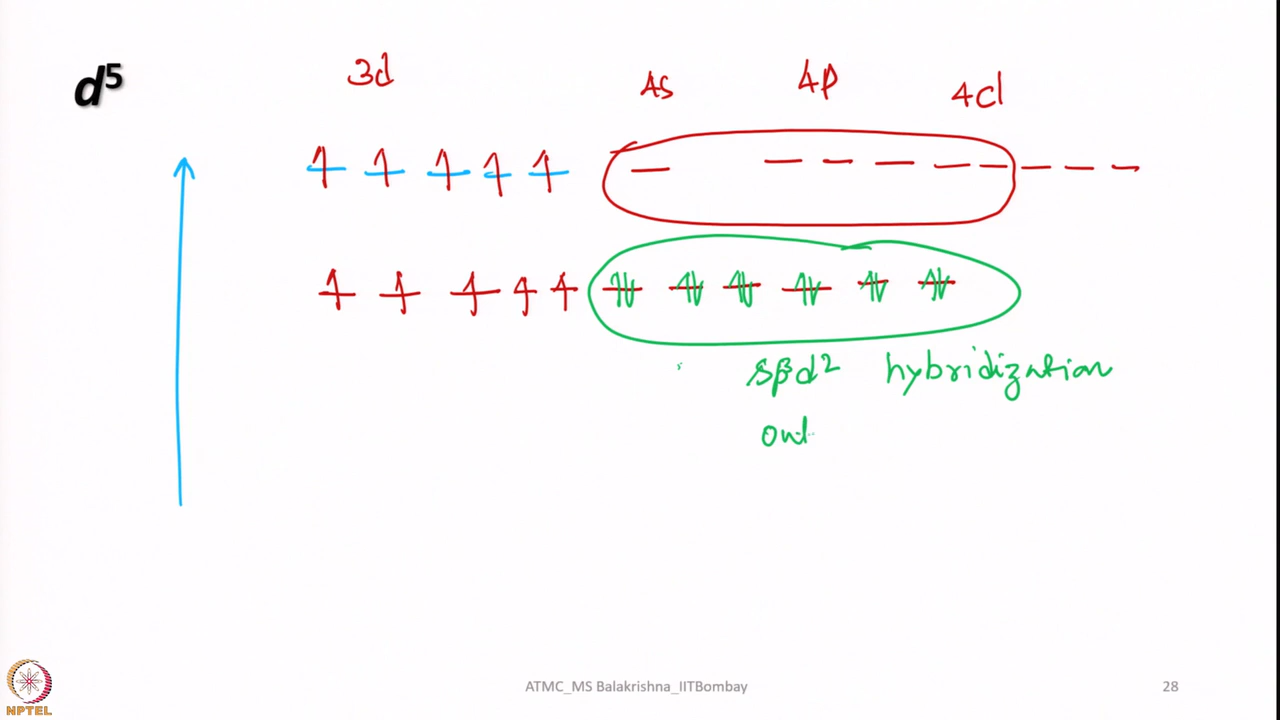 d⁵
3d 4s 4p 4d
sp³d² hybridization
out
NPTEL
ATMC_MS Balakrishna_IITBombay
28